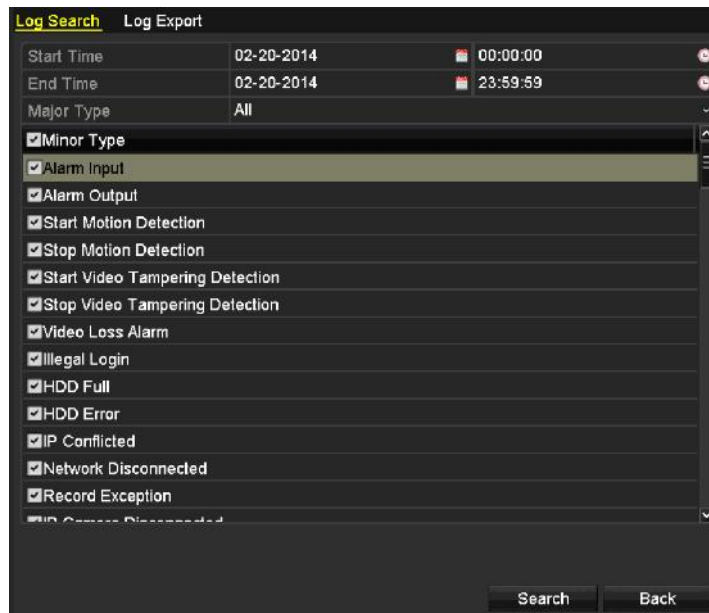 Log Search Log Export
Start Time 02-20-2014 00:00:00
End Time 02-20-2014 23:59:59
Major Type All
Minor Type
Alarm Input
Alarm Output
Start Motion Detection
Stop Motion Detection
Start Video Tampering Detection
Stop Video Tampering Detection
Video Loss Alarm
Illegal Login
HDD Full
HDD Error
IP Conflicted
Network Disconnected
Record Exception
IP Camera Disconnected
Search Back